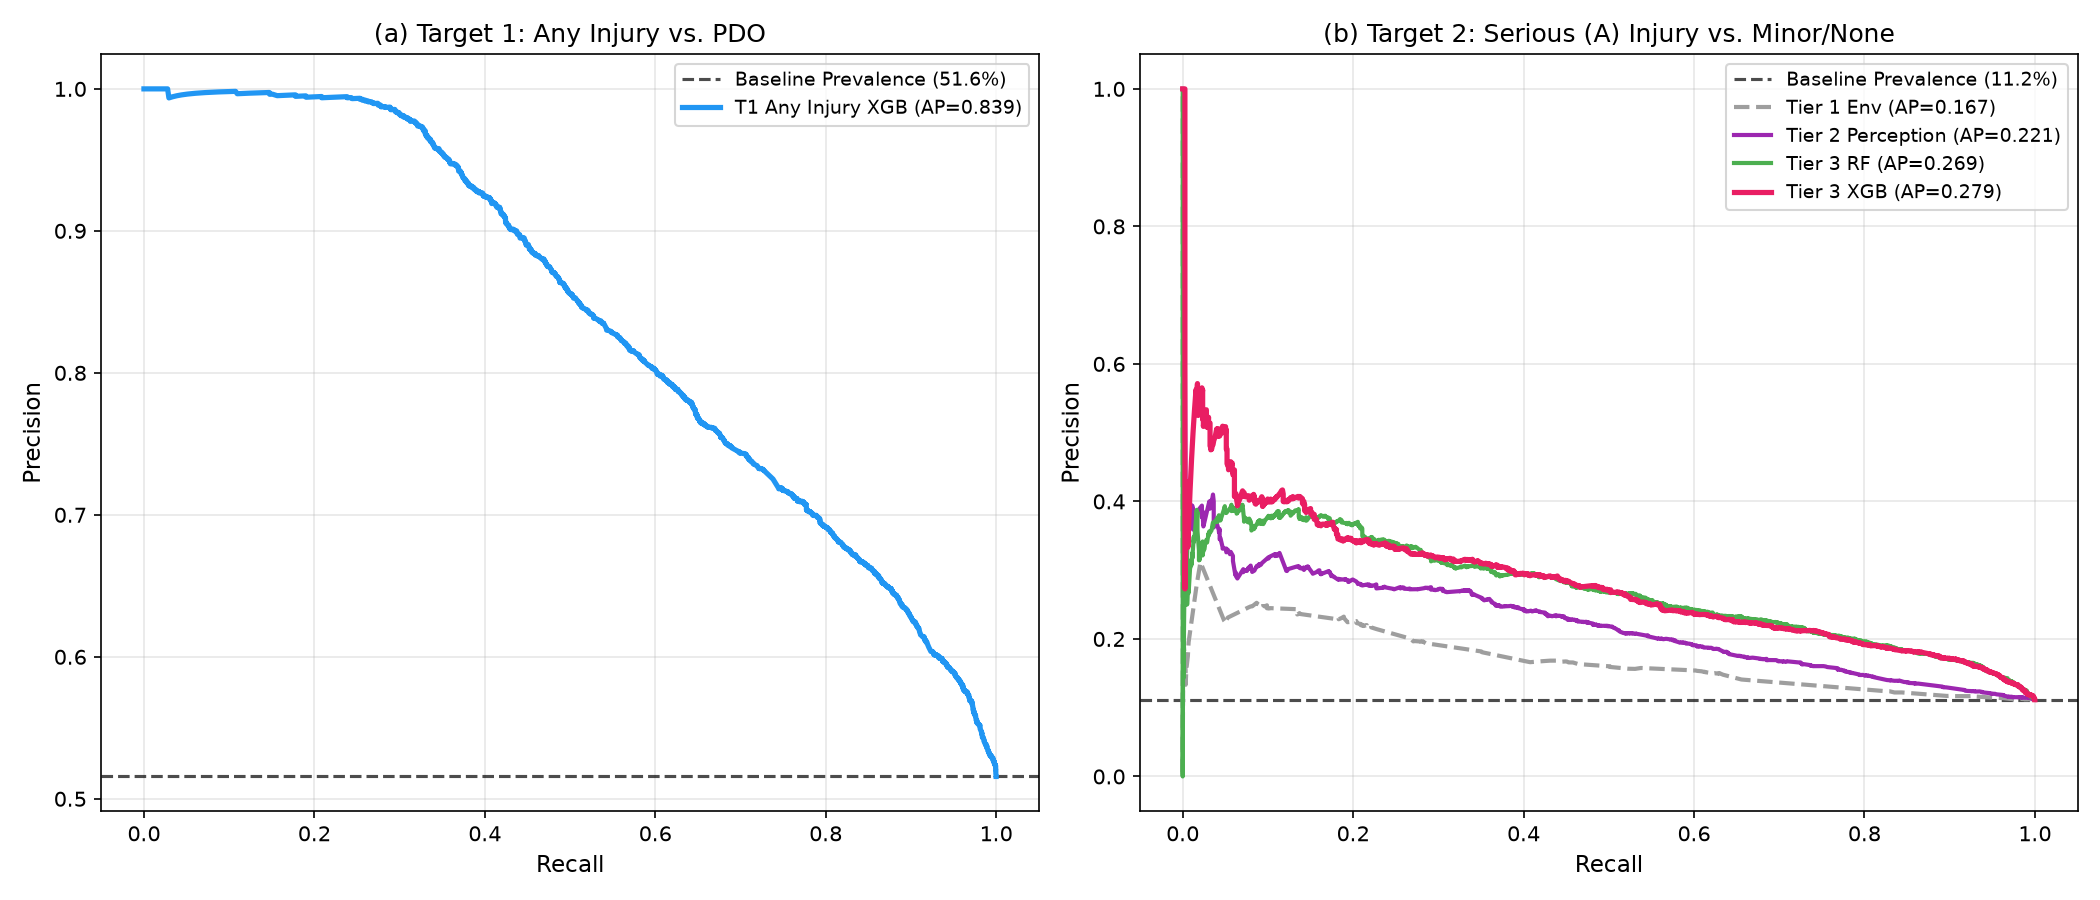 (a) Target 1: Any Injury vs. PDO
Baseline Prevalence (51.6%)
T1 Any Injury XGB (AP=0.839)
Precision
1.0
0.9
0.8
0.7
0.6
0.5
0.0 0.2 0.4 0.6 0.8 1.0
Recall
(b) Target 2: Serious (A) Injury vs. Minor/None
Baseline Prevalence (11.2%)
Tier 1 Env (AP=0.167)
Tier 2 Perception (AP=0.221)
Tier 3 RF (AP=0.269)
Tier 3 XGB (AP=0.279)
Precision
1.0
0.8
0.6
0.4
0.2
0.0
0.0 0.2 0.4 0.6 0.8 1.0
Recall